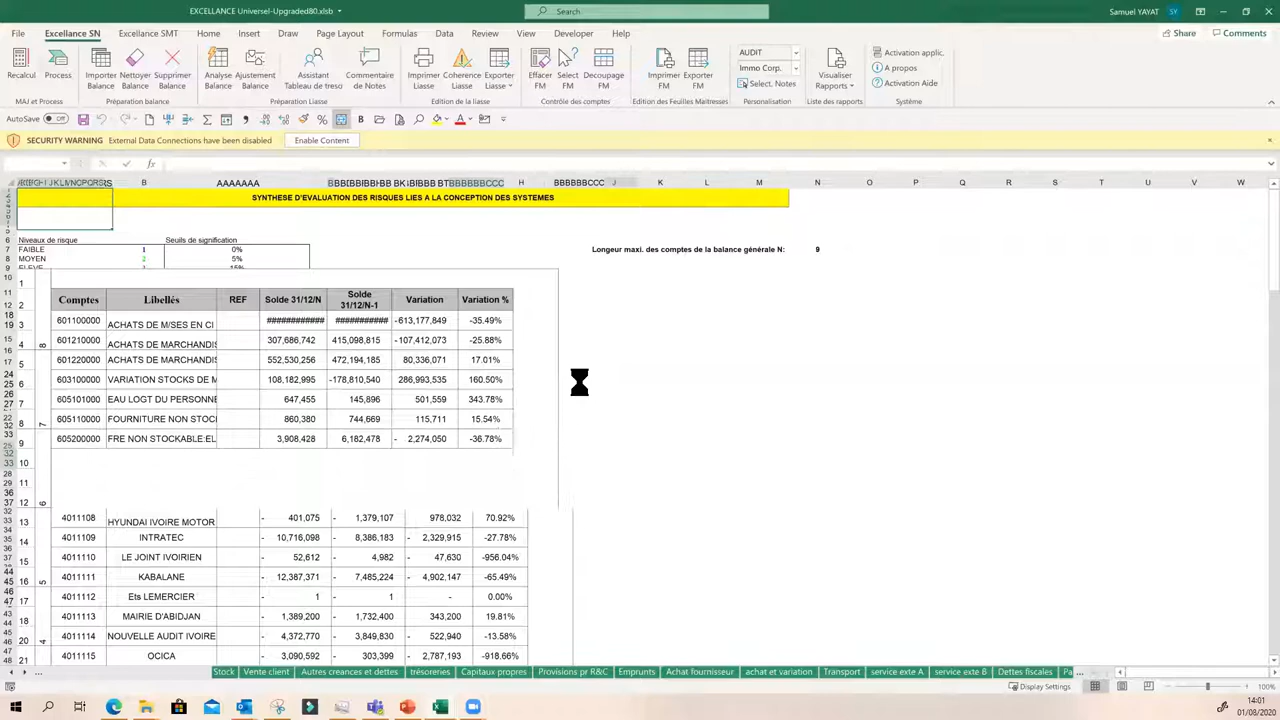 EXCELLANCE Universel-Upgraded80.xlsb
Search
Samuel YAYAT SY
File Excellance SN Excellance SMT Home Insert Draw Page Layout Formulas Data Review View Developer Help Share Comments
Recalcul Process Importer Balance Nettoyer Balance Supprimer Balance Analyse Balance Ajustement Balance Assistant Tableau de treso Commentaire de Notes Imprimer Liasse Coherence Liasse Exporter Liasse Effacer FM Select FM Decoupage FM Imprimer FM Exporter FM AUDIT Immo Corp. Select. Notes Visualiser Rapports Activation applic. A propos Activation Aide
MAJ et Process Préparation balance Préparation Liasse Edition de la liasse Contrôle des comptes Edition des Feuilles Maitresses Personalisation Liste des rapports Système
AutoSave Off
SECURITY WARNING External Data Connections have been disabled Enable Content
SYNTHESE D'EVALUATION DES RISQUES LIES A LA CONCEPTION DES SYSTEMES
Niveaux de risque Seuils de signification
FAIBLE 1 0% Longeur maxi. des comptes de la balance générale N: 9
MOYEN 2 5%
Comptes Libellés REF Solde 31/12/N Solde 31/12/N-1 Variation Variation %
601100000 ACHATS DE M/SES EN CI ############ ########### -613,177,849 -35.49%
601210000 ACHATS DE MARCHANDIS 307,686,742 415,098,815 -107,412,073 -25.88%
601220000 ACHATS DE MARCHANDIS 552,530,256 472,194,185 80,336,071 17.01%
603100000 VARIATION STOCKS DE M 108,182,995 -178,810,540 286,993,535 160.50%
605101000 EAU LOGT DU PERSONNE 647,455 145,896 501,559 343.78%
605110000 FOURNITURE NON STOC 860,380 744,669 115,711 15.54%
605200000 FRE NON STOCKABLE:EL 3,908,428 6,182,478 - 2,274,050 -36.78%
4011108 HYUNDAI IVOIRE MOTOR - 401,075 - 1,379,107 978,032 70.92%
4011109 INTRATEC - 10,716,098 - 8,386,183 - 2,329,915 -27.78%
4011110 LE JOINT IVOIRIEN - 52,612 - 4,982 - 47,630 -956.04%
4011111 KABALANE - 12,387,371 - 7,485,224 - 4,902,147 -65.49%
4011112 Ets LEMERCIER - 1 - 1 - 0.00%
4011113 MAIRIE D'ABIDJAN - 1,389,200 - 1,732,400 343,200 19.81%
4011114 NOUVELLE AUDIT IVOIRE - 4,372,770 - 3,849,830 - 522,940 -13.58%
4011115 OCICA - 3,090,592 - 303,399 - 2,787,193 -918.66%
Stock Vente client Autres creances et dettes trésoreries Capitaux propres Provisions pr R&C Emprunts Achat fournisseur achat et variation Transport service exte A service exte B Dettes fiscales Pa ...
Display Settings 100%
14:01
01/08/2020